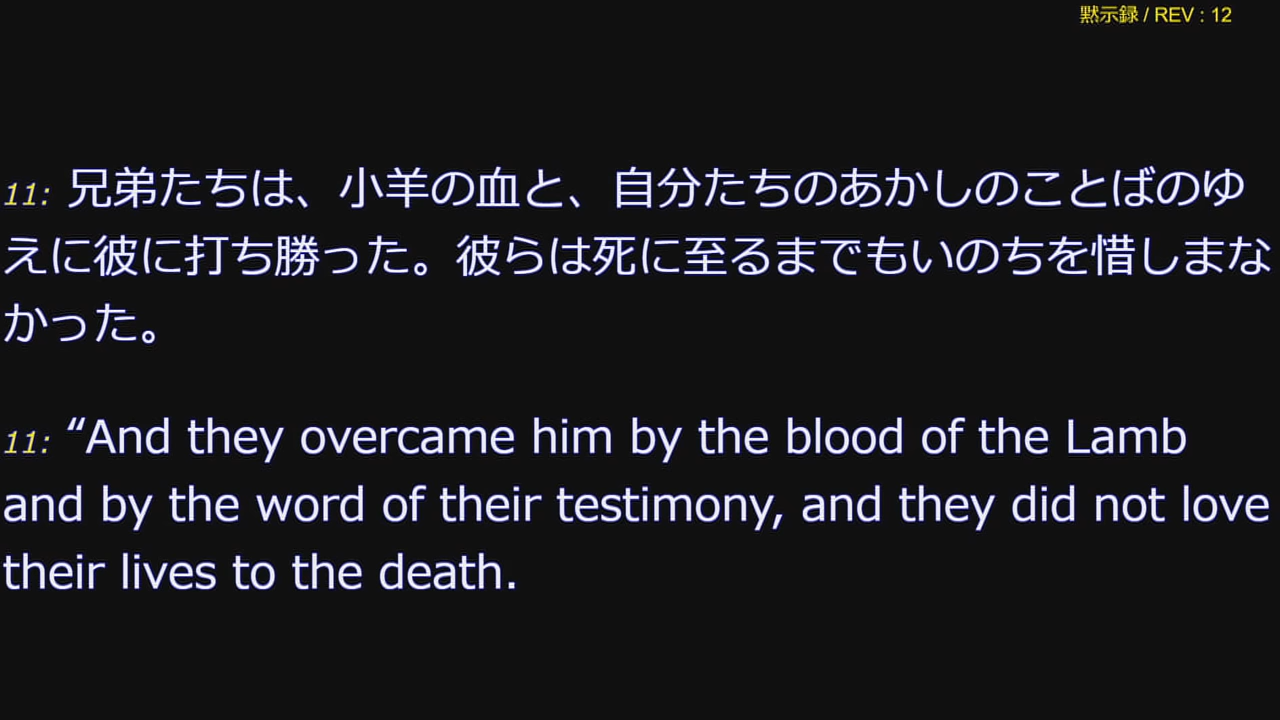 黙示録 / REV : 12
11: 兄弟たちは、小羊の血と、自分たちのあかしのことばのゆ
えに彼に打ち勝った。彼らは死に至るまでもいのちを惜しまな
かった。
11: “And they overcame him by the blood of the Lamb
and by the word of their testimony, and they did not love
their lives to the death.